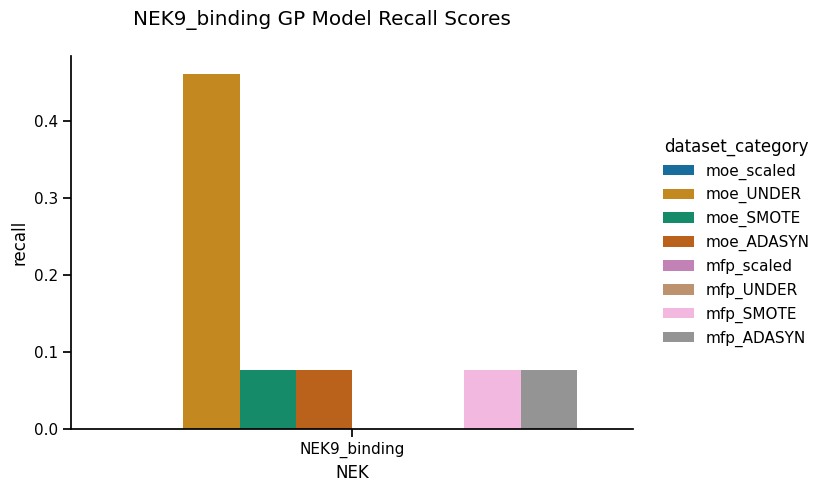 NEK9_binding GP Model Recall Scores
recall
0.4
0.3
0.2
0.1
0.0
NEK9_binding
NEK
dataset_category
moe_scaled
moe_UNDER
moe_SMOTE
moe_ADASYN
mfp_scaled
mfp_UNDER
mfp_SMOTE
mfp_ADASYN